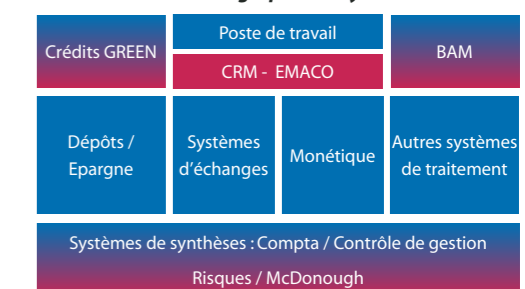 Crédits GREEN
Poste de travail
CRM - EMACO
BAM
Dépôts /
Epargne
Systèmes
d'échanges
Monétique
Autres systèmes
de traitement
Systèmes de synthèses : Compta / Contrôle de gestion
Risques / McDonough